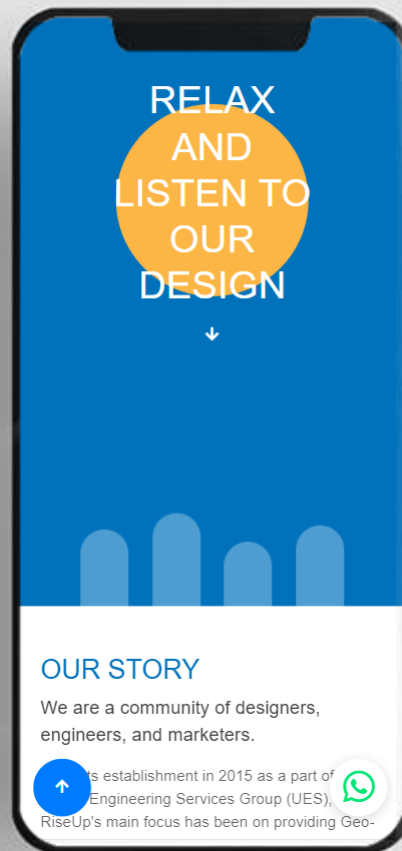 RELAX
AND
LISTEN TO
OUR
DESIGN
OUR STORY
We are a community of designers,
engineers, and marketers.
ts establishment in 2015 as a part of
Engineering Services Group (UES),
RiseUp's main focus has been on providing Geo-